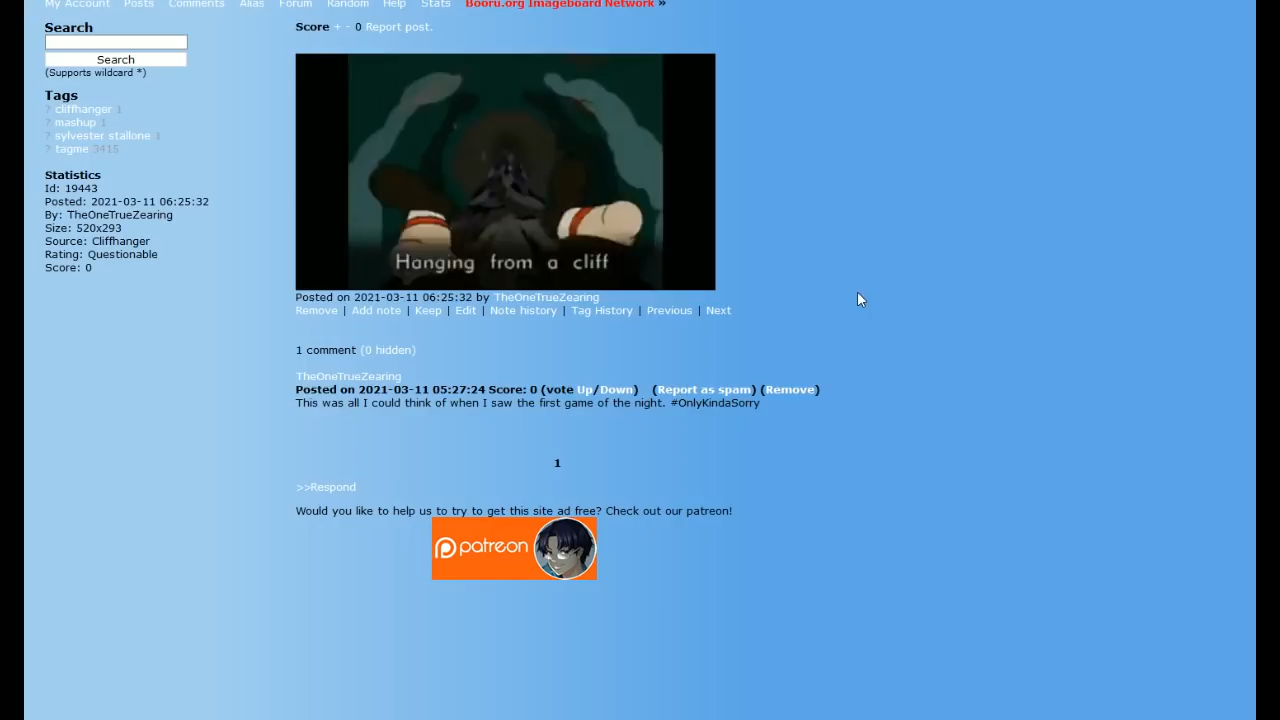 My Account Posts Comments Alias Forum Random Help Stats Booru.org Imageboard Network »
Search
Search
(Supports wildcard *)
Tags
? cliffhanger 1
? mashup 1
? sylvester stallone 1
? tagme 3415
Statistics
Id: 19443
Posted: 2021-03-11 06:25:32
By: TheOneTrueZearing
Size: 520x293
Source: Cliffhanger
Rating: Questionable
Score: 0
Score + - 0 Report post.
Hanging from a cliff
Posted on 2021-03-11 06:25:32 by TheOneTrueZearing
Remove | Add note | Keep | Edit | Note history | Tag History | Previous | Next
1 comment (0 hidden)
TheOneTrueZearing
Posted on 2021-03-11 05:27:24 Score: 0 (vote Up/Down) (Report as spam) (Remove)
This was all I could think of when I saw the first game of the night. #OnlyKindaSorry
1
>>Respond
Would you like to help us to try to get this site ad free? Check out our patreon!
patreon